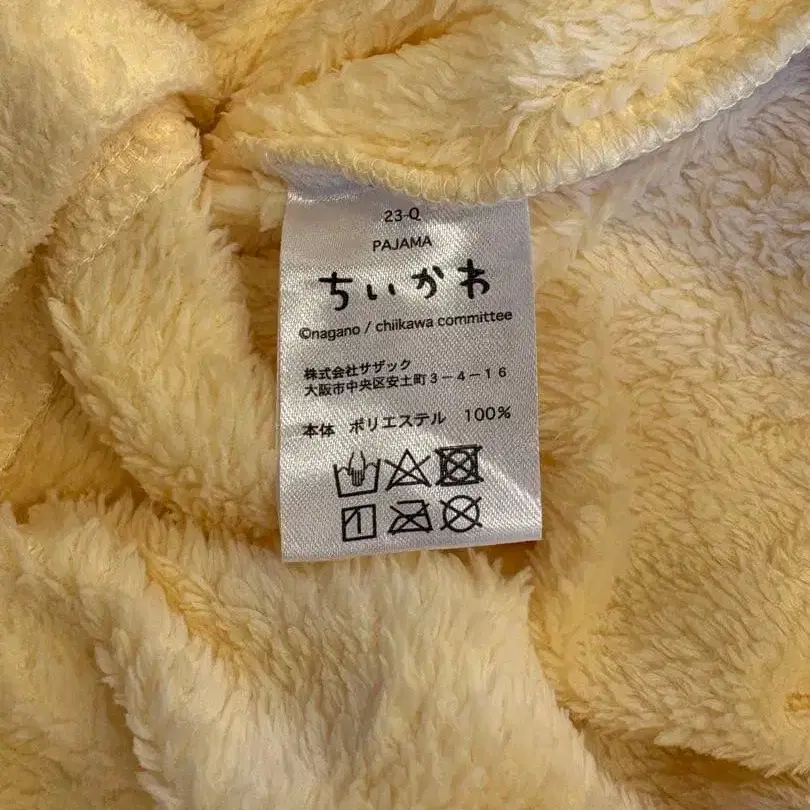 23-Q
PAJAMA
ちいかわ
©nagano / chiikawa committee
株式会社サザック
大阪市中央区安土町3-4-16
本体 ポリエステル 100%